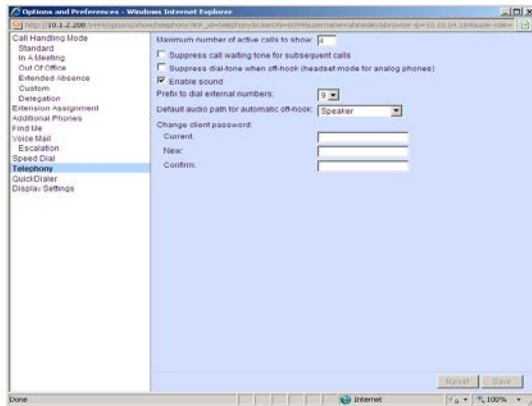 Options and Preferences - Windows Internet Explorer
Call Handling Mode
Standard
In A Meeting
Out Of Office
Extended Absence
Custom
Delegation
Extension Assignment
Additional Phones
Find Me
Voice Mail
Escalation
Speed Dial
Telephony
QuickDialer
Display Settings
Maximum number of active calls to show: 4
Suppress call waiting tone for subsequent calls
Suppress dial-tone when off-hook (headset mode for analog phones)
Enable sound
Prefix to dial external numbers: 9
Default audio path for automatic off-hook: Speaker
Change client password:
Current:
New:
Confirm:
Reset Save
Done Internet 100%